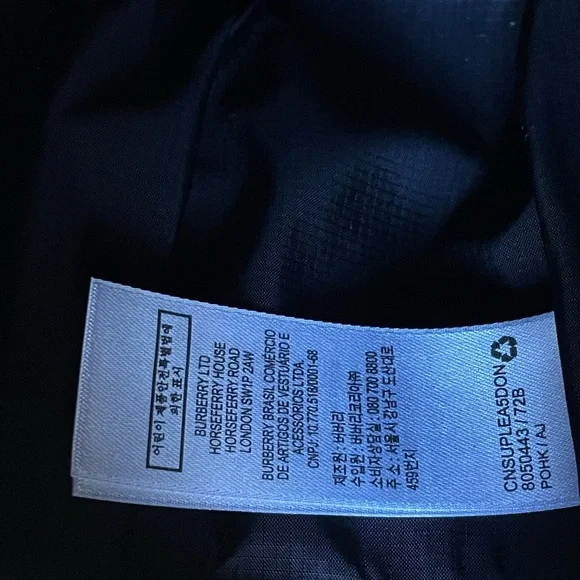 어린이제품안전특별법에
의한 표시
BURBERRY LTD
HORSEFERRY HOUSE
HORSEFERRY ROAD
LONDON SW1P 2AW
BURBERRY BRASIL COMÉRCIO
DE ARTIGOS DE VESTUÁRIO E
ACESSORIOS LTDA.
CNPJ: 10.770.518/0001-68
제조원: 버버리
수입원: 버버리코리아㈜
소비자상담실: 080 700 8800
주 소: 서울시 강남구 도산대로
459번지
CNSUPLEA5DON
8050443 / 72B
POHK / AJ